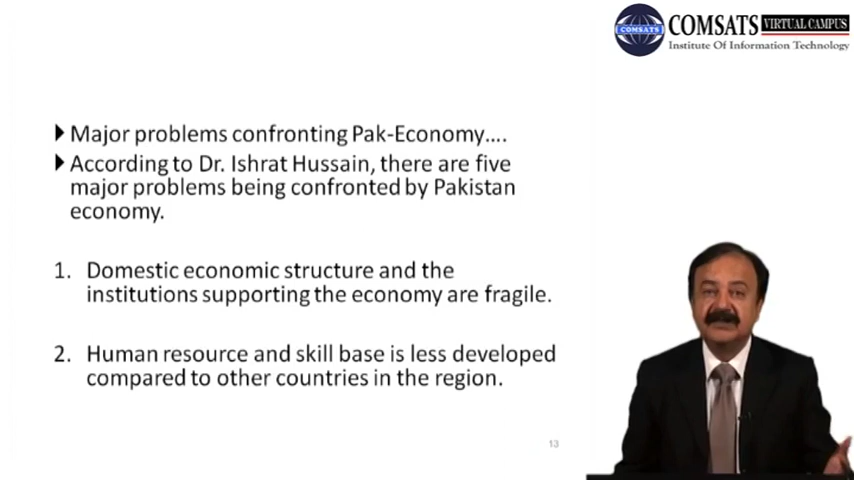 COMSATS
COMSATS VIRTUAL CAMPUS
Institute Of Information Technology
Major problems confronting Pak-Economy....
According to Dr. Ishrat Hussain, there are five
major problems being confronted by Pakistan
economy.
1. Domestic economic structure and the
institutions supporting the economy are fragile.
2. Human resource and skill base is less developed
compared to other countries in the region.
13